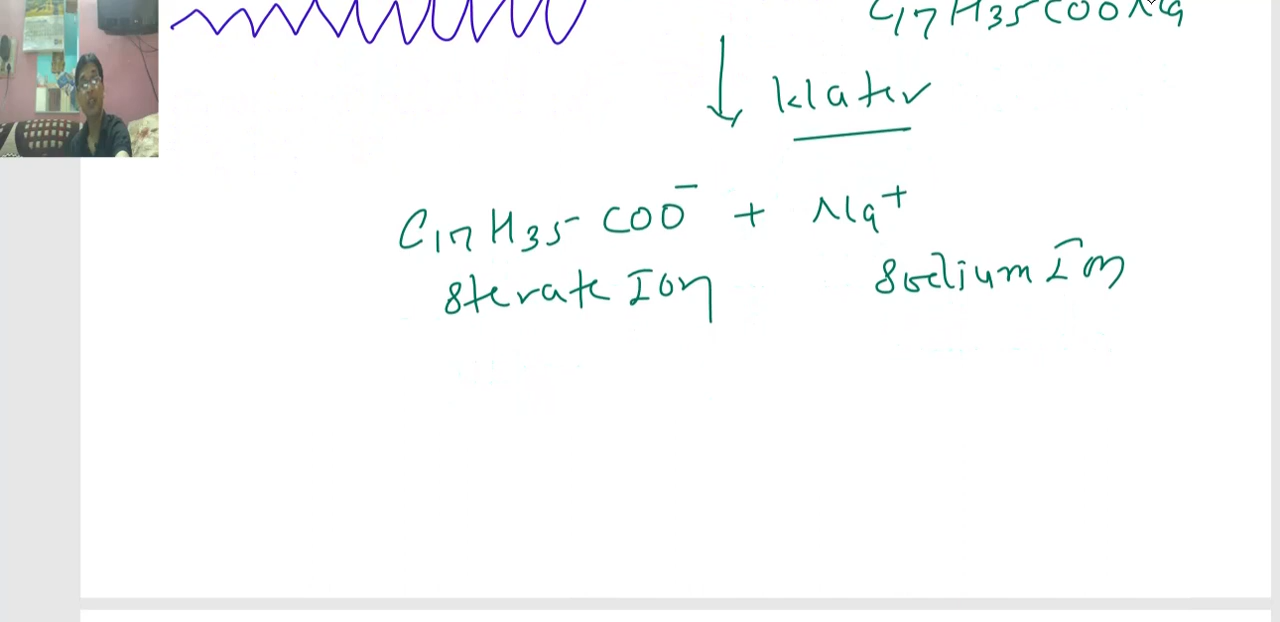 C17H35COONa
Water
C17H35-COO⁻ + Na⁺
Sterate Ion Sodium Ion